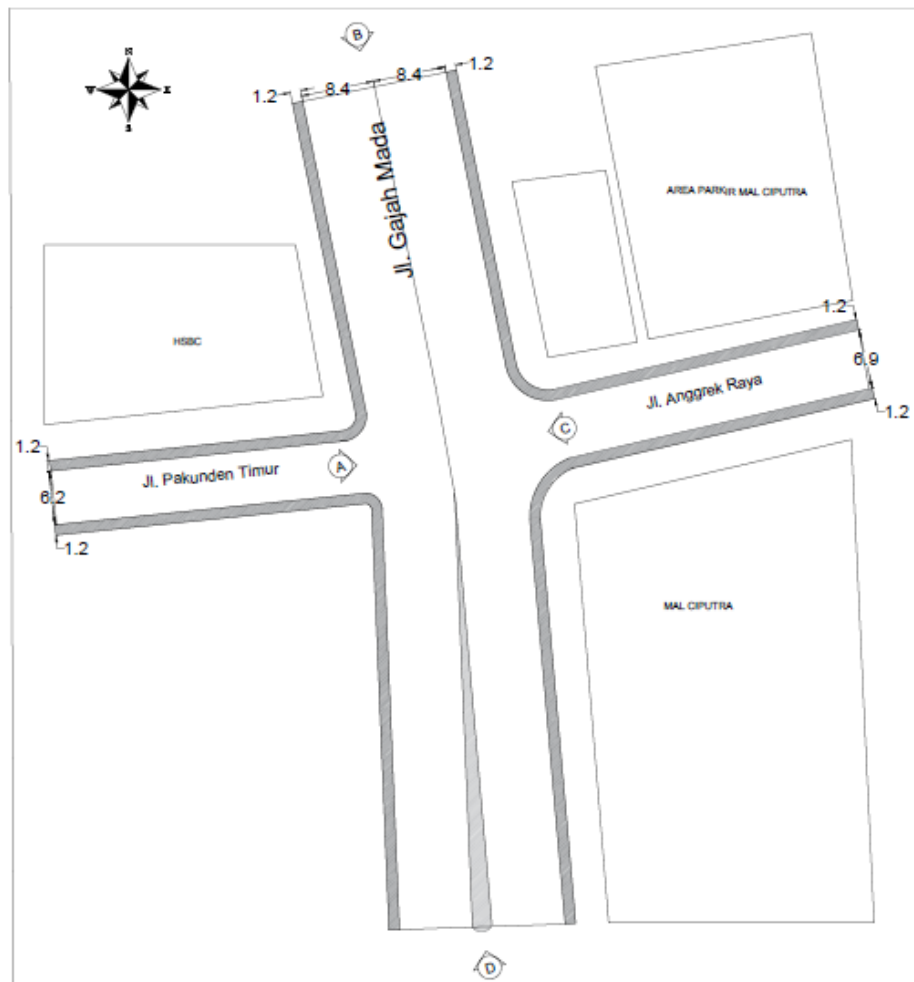 B
N
W E
S
1.2 8.4 8.4 1.2
Jl. Gajah Mada
AREA PARKIR MAL CIPUTRA
HSBC
1.2
6.9
1.2
Jl. Anggrek Raya
C
1.2
6.2
1.2
Jl. Pakunden Timur
A
MAL CIPUTRA
D